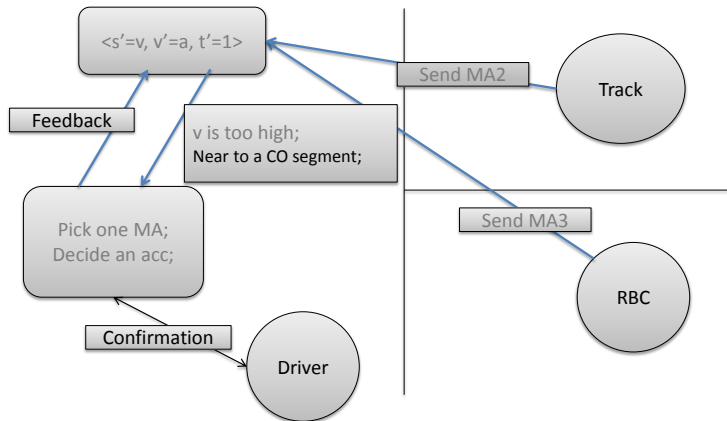 <s’=v, v’=a, t’=1>
Send MA2
Track
Feedback
v is too high;
Near to a CO segment;
Pick one MA;
Decide an acc;
Send MA3
RBC
Confirmation
Driver